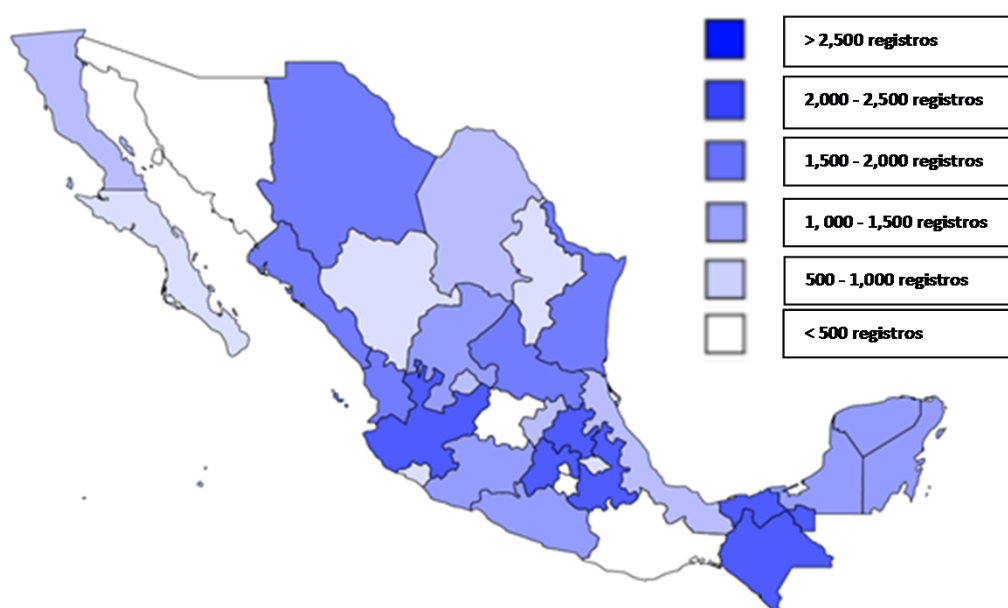 > 2,500 registros
2,000 - 2,500 registros
1,500 - 2,000 registros
1, 000 - 1,500 registros
500 - 1,000 registros
< 500 registros